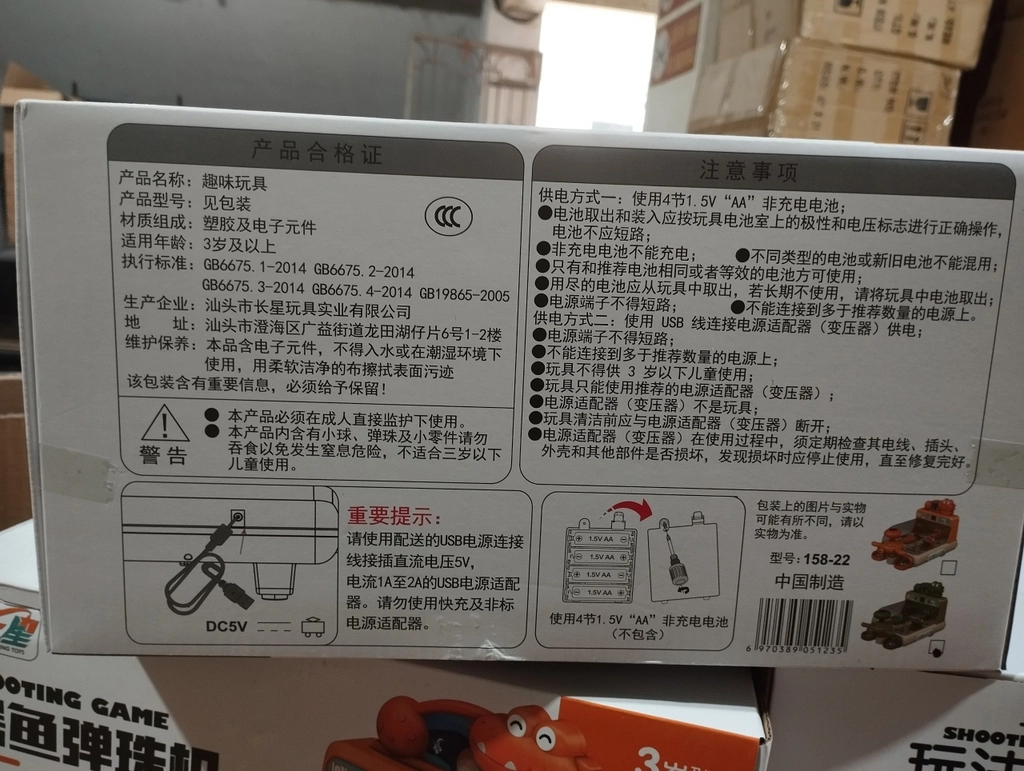 产品合格证
产品名称：趣味玩具
产品型号：见包装
材质组成：塑胶及电子元件
适用年龄：3岁及以上
执行标准：GB6675.1-2014 GB6675.2-2014
GB6675.3-2014 GB6675.4-2014 GB19865-2005
生产企业：汕头市长星玩具实业有限公司
地 址：汕头市澄海区广益街道龙田湖仔片6号1-2楼
维护保养：本品含电子元件，不得入水或在潮湿环境下
使用，用柔软洁净的布擦拭表面污迹
该包装含有重要信息，必须给予保留！
警告
●本产品必须在成人直接监护下使用。
●本产品内含有小球、弹珠及小零件请勿
吞食以免发生窒息危险，不适合三岁以下
儿童使用。
注意事项
供电方式一：使用4节1.5V“AA”非充电电池；
●电池取出和装入应按玩具电池室上的极性和电压标志进行正确操作，
电池不应短路；
●非充电电池不能充电； ●不同类型的电池或新旧电池不能混用；
●只有和推荐电池相同或者等效的电池方可使用；
●用尽的电池应从玩具中取出，若长期不使用，请将玩具中电池取出；
●电源端子不得短路； ●不能连接到多于推荐数量的电源上。
供电方式二：使用 USB 线连接电源适配器（变压器）供电；
●电源端子不得短路；
●不能连接到多于推荐数量的电源上；
●玩具不得供 3 岁以下儿童使用；
●玩具只能使用推荐的电源适配器（变压器）；
●电源适配器（变压器）不是玩具；
●玩具清洁前应与电源适配器（变压器）断开；
●电源适配器（变压器）在使用过程中，须定期检查其电线、插头、
外壳和其他部件是否损坏，发现损坏时应停止使用，直至修复完好。
DC5V
重要提示：
请使用配送的USB电源连接
线接插直流电压5V，
电流1A至2A的USB电源适配
器。请勿使用快充及非标
电源适配器。
1.5V AA
1.5V AA
1.5V AA
1.5V AA
使用4节1.5V“AA”非充电电池
（不包含）
包装上的图片与实物
可能有所不同，请以
实物为准。
型号：158-22
中国制造
6 970389 051235
OOTING GAME
鱼弹珠机
3岁
SHOOTI
玩法